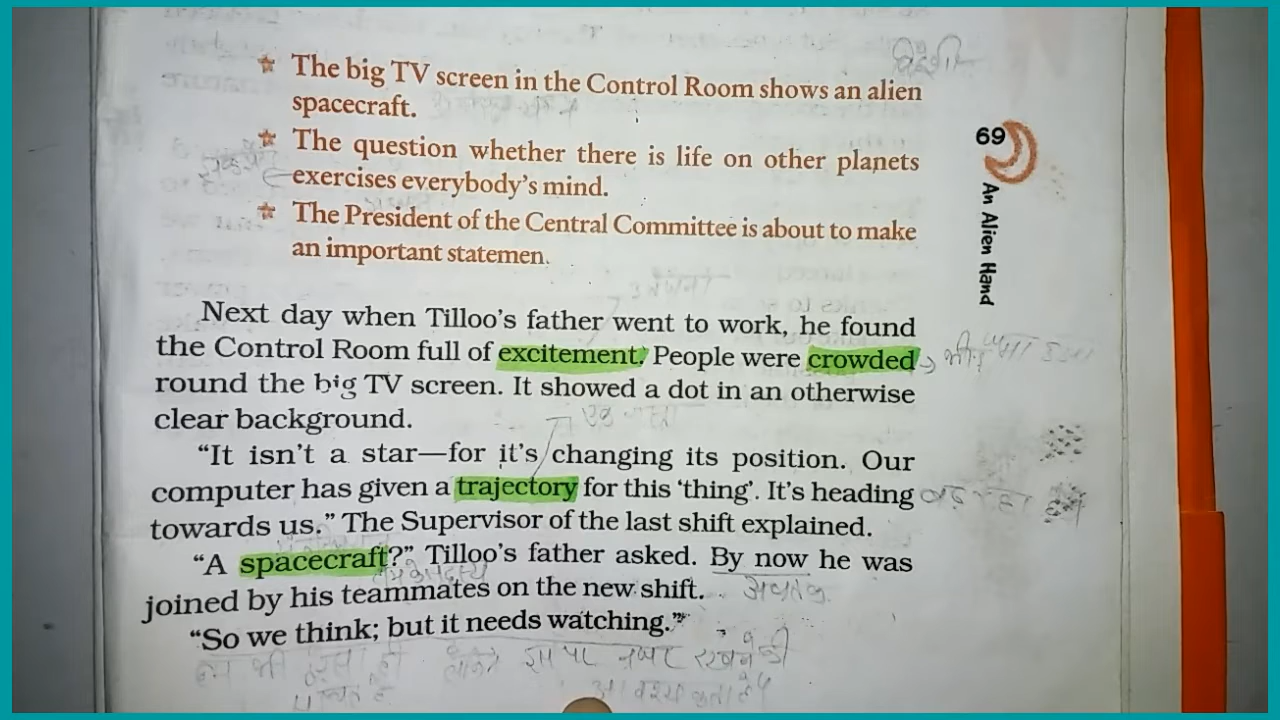 The big TV screen in the Control Room shows an alien
spacecraft.
The question whether there is life on other planets
exercises everybody's mind.
The President of the Central Committee is about to make
an important statemen.
69
An Alien Hand
Next day when Tilloo's father went to work, he found
the Control Room full of excitement. People were crowded
round the big TV screen. It showed a dot in an otherwise
clear background.
“It isn't a star—for it's changing its position. Our
computer has given a trajectory for this ‘thing’. It's heading
towards us.” The Supervisor of the last shift explained.
“A spacecraft?” Tilloo's father asked. By now he was
joined by his teammates on the new shift.
अबतक
“So we think; but it needs watching.”
इस पर नजर रखने की